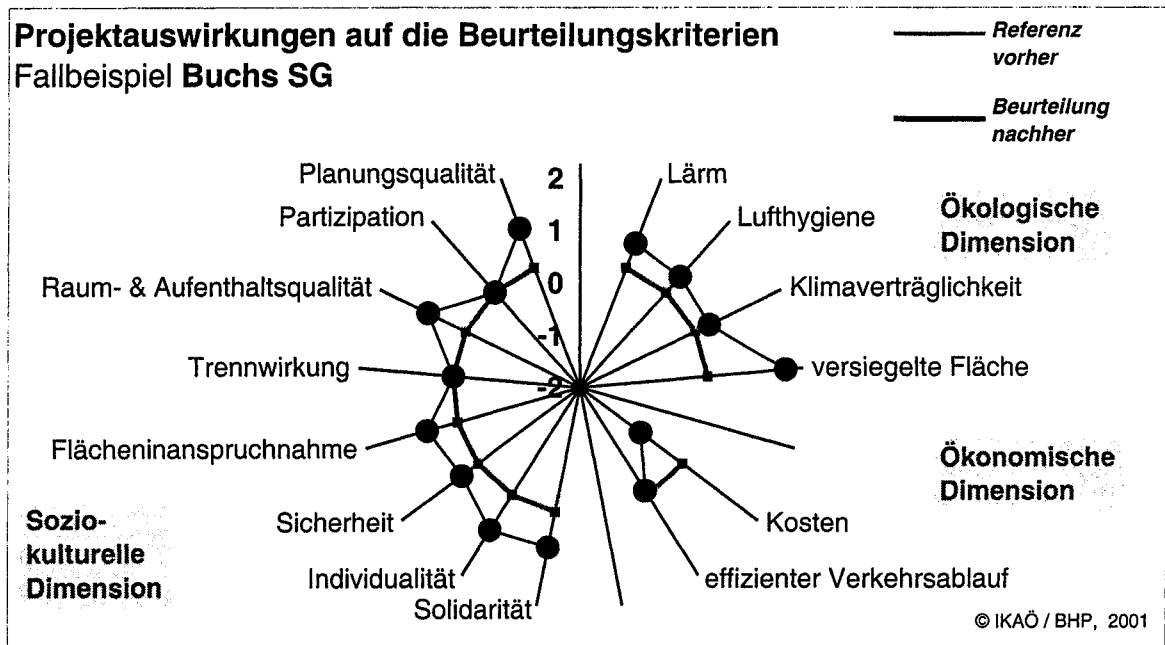 Projektauswirkungen auf die Beurteilungskriterien
Fallbeispiel Buchs SG
Referenz
vorher
Beurteilung
nachher
Planungsqualität
Partizipation
Raum- & Aufenthaltsqualität
Trennwirkung
Flächeninanspruchnahme
Sicherheit
Individualität
Solidarität
2
1
0
-1
-2
Lärm
Lufthygiene
Klimaverträglichkeit
versiegelte Fläche
Kosten
effizienter Verkehrsablauf
Ökologische
Dimension
Ökonomische
Dimension
Sozio-
kulturelle
Dimension
© IKAÖ / BHP, 2001